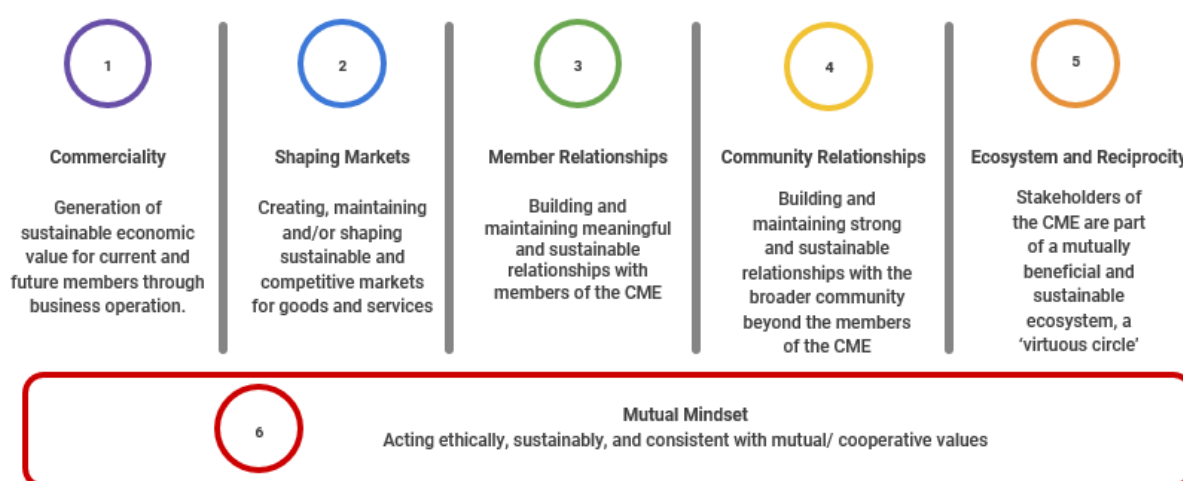 1
Commerciality
Generation of
sustainable economic
value for current and
future members through
business operation.
2
Shaping Markets
Creating, maintaining
and/or shaping
sustainable and
competitive markets
for goods and services
3
Member Relationships
Building and
maintaining meaningful
and sustainable
relationships with
members of the CME
4
Community Relationships
Building and
maintaining strong
and sustainable
relationships with the
broader community
beyond the members
of the CME
5
Ecosystem and Reciprocity
Stakeholders of
the CME are part
of a mutually
beneficial and
sustainable
ecosystem, a
‘virtuous circle’
6
Mutual Mindset
Acting ethically, sustainably, and consistent with mutual/ cooperative values